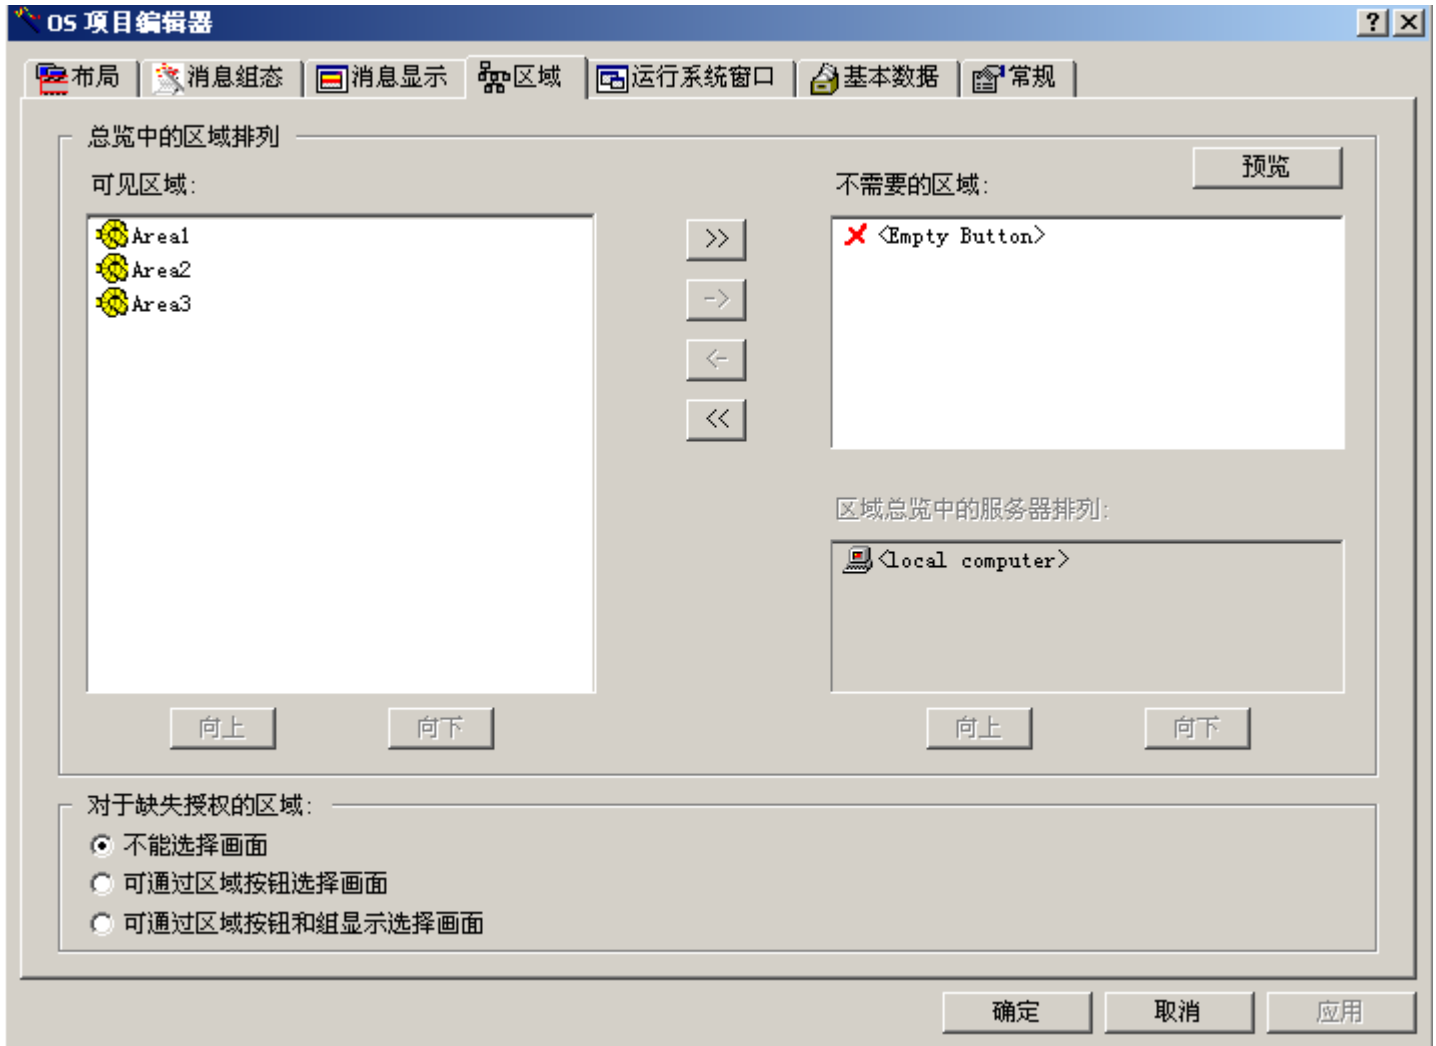 OS 项目编辑器
布局 消息组态 消息显示 区域 运行系统窗口 基本数据 常规
总览中的区域排列
预览
可见区域:
不需要的区域:
Area1
Area2
Area3
>>
->
<-
<<
<Empty Button>
区域总览中的服务器排列:
<local computer>
向上 向下
向上 向下
对于缺失授权的区域:
不能选择画面
可通过区域按钮选择画面
可通过区域按钮和组显示选择画面
确定 取消 应用